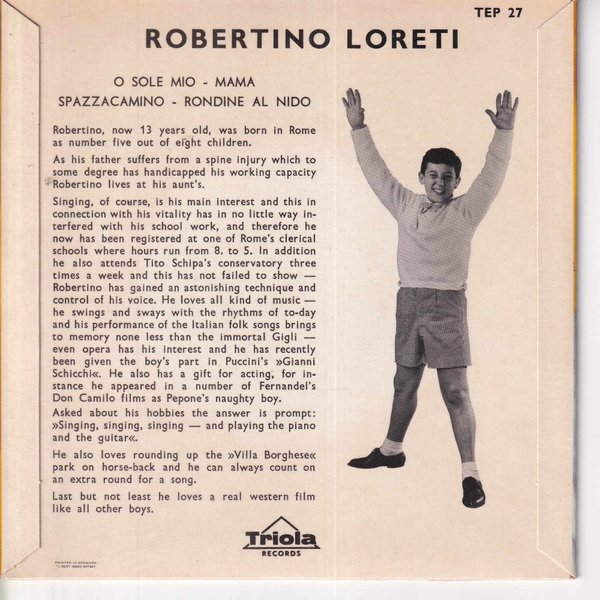 TEP 27
ROBERTINO LORETI
O SOLE MIO - MAMA
SPAZZACAMINO - RONDINE AL NIDO
Robertino, now 13 years old, was born in Rome
as number five out of eight children.
As his father suffers from a spine injury which to
some degree has handicapped his working capacity
Robertino lives at his aunt's.
Singing, of course, is his main interest and this in
connection with his vitality has in no little way in-
terfered with his school work, and therefore he
now has been registered at one of Rome's clerical
schools where hours run from 8. to 5. In addition
he also attends Tito Schipa's conservatory three
times a week and this has not failed to show —
Robertino has gained an astonishing technique and
control of his voice. He loves all kind of music —
he swings and sways with the rhythms of to-day
and his performance of the Italian folk songs brings
to memory none less than the immortal Gigli —
even opera has his interest and he has recently
been given the boy's part in Puccini's »Gianni
Schicchi«. He also has a gift for acting, for in-
stance he appeared in a number of Fernandel's
Don Camilo films as Pepone's naughty boy.
Asked about his hobbies the answer is prompt:
»Singing, singing, singing — and playing the piano
and the guitar«.
He also loves rounding up the »Villa Borghese«
park on horse-back and he can always count on
an extra round for a song.
Last but not least he loves a real western film
like all other boys.
Triola
RECORDS
PRINTED IN DENMARK